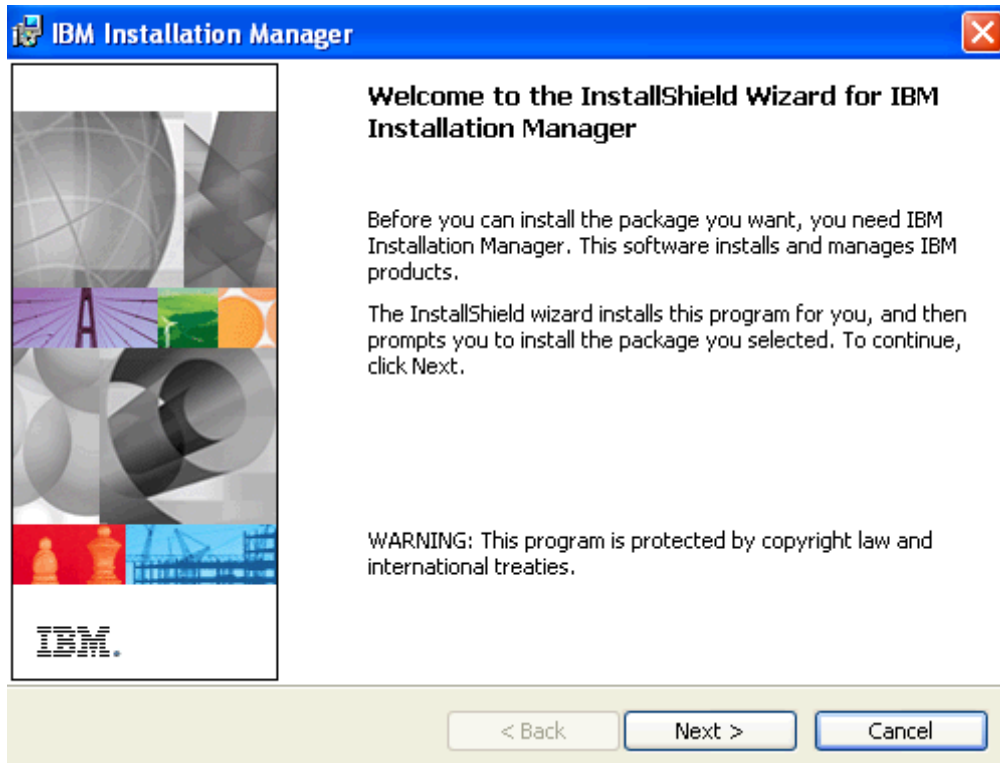 IBM Installation Manager
Welcome to the InstallShield Wizard for IBM
Installation Manager
Before you can install the package you want, you need IBM
Installation Manager. This software installs and manages IBM
products.
The InstallShield wizard installs this program for you, and then
prompts you to install the package you selected. To continue,
click Next.
WARNING: This program is protected by copyright law and
international treaties.
IBM.
< Back
Next >
Cancel